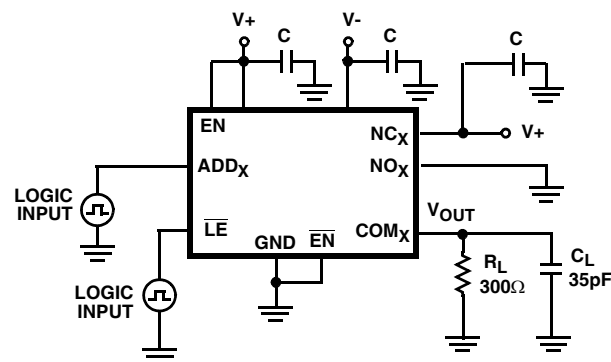 V+
V-
C
C
C
EN
NCX
V+
ADDX
NOX
LOGIC
INPUT
VOUT
LE
GND
EN
COMX
RL
300Ω
CL
35pF
LOGIC
INPUT